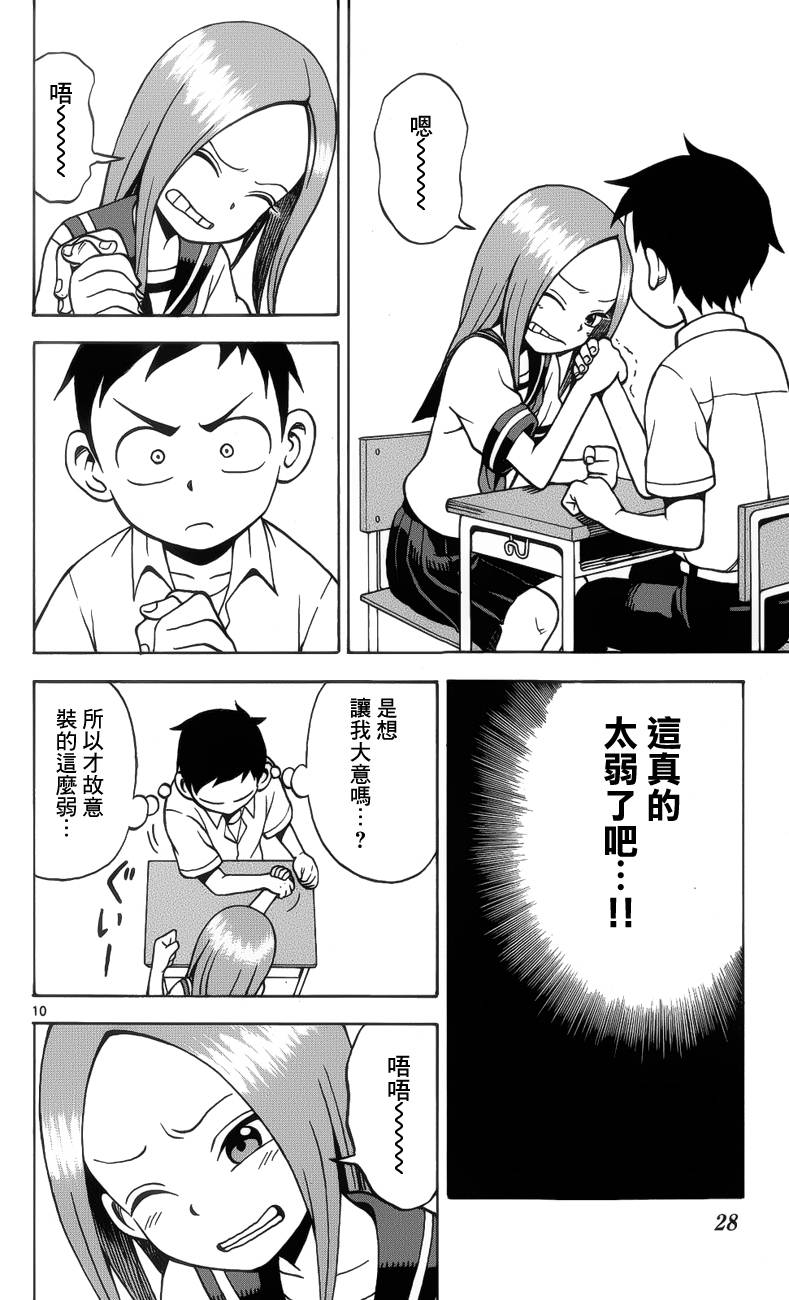 嗯~~~~
唔~~~~
這真的
太弱了吧…!!
是想
讓我大意嗎…?
所以才故意
裝的這麼弱…
ぐいー
唔唔~~~~
10
28